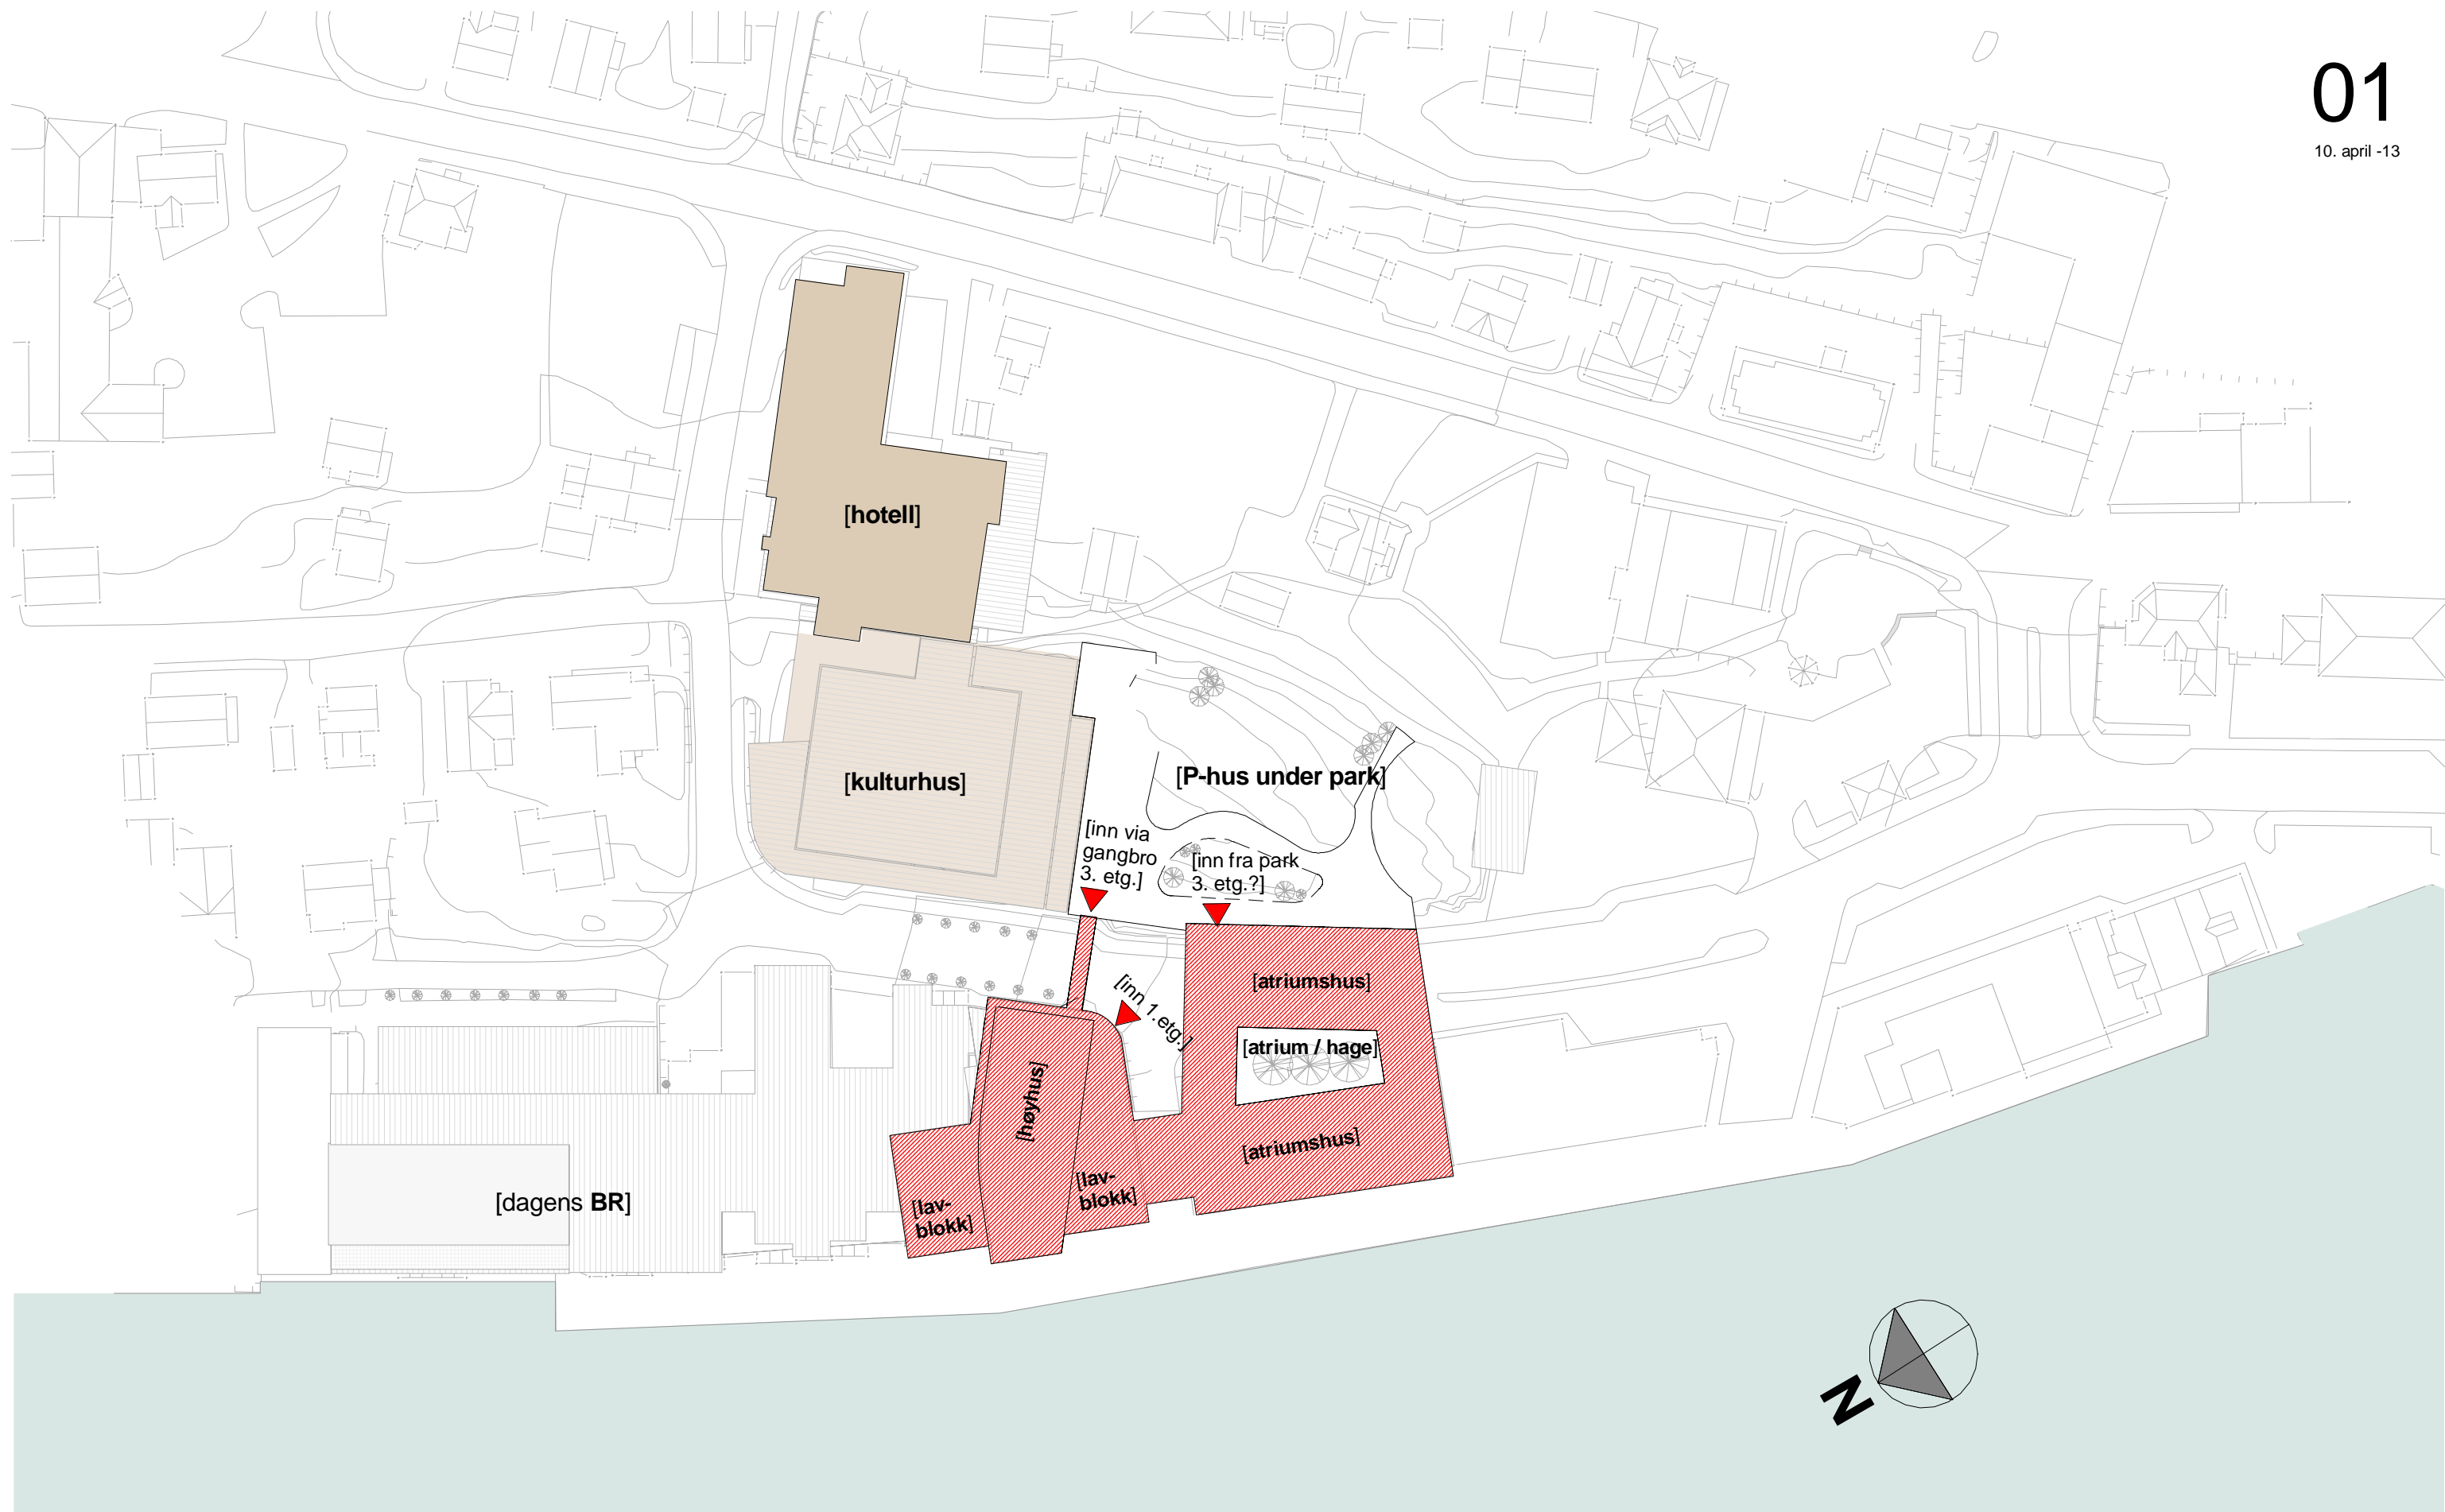 01
10. april -13
[hotell]
[kulturhus]
[P-hus under park]
[inn via
gangbro
3. etg.]
[inn fra park
3. etg.?]
[atriumshus]
[inn 1.etg.]
[atrium / hage]
[høyhus]
[atriumshus]
[lav-
blokk]
[dagens BR]
[lav-
blokk]
N